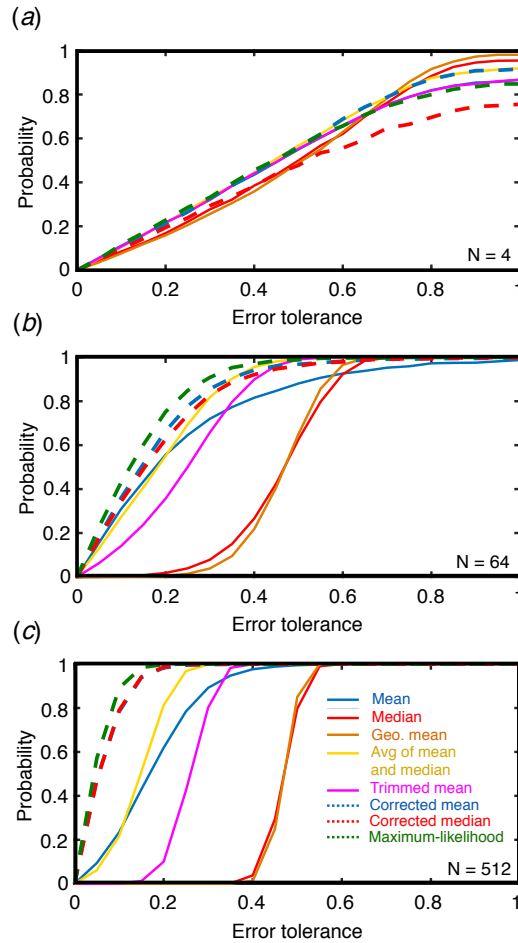 (a)
1
0.8
0.6
0.4
0.2
0
Probability
N = 4
0.2 0.4 0.6 0.8 1
Error tolerance
(b)
1
0.8
0.6
0.4
0.2
0
Probability
N = 64
0 0.2 0.4 0.6 0.8 1
Error tolerance
(c)
1
0.8
0.6
0.4
0.2
0
Probability
Mean
Median
Geo. mean
Avg of mean
and median
Trimmed mean
Corrected mean
Corrected median
Maximum-likelihood
N = 512
0 0.2 0.4 0.6 0.8 1
Error tolerance